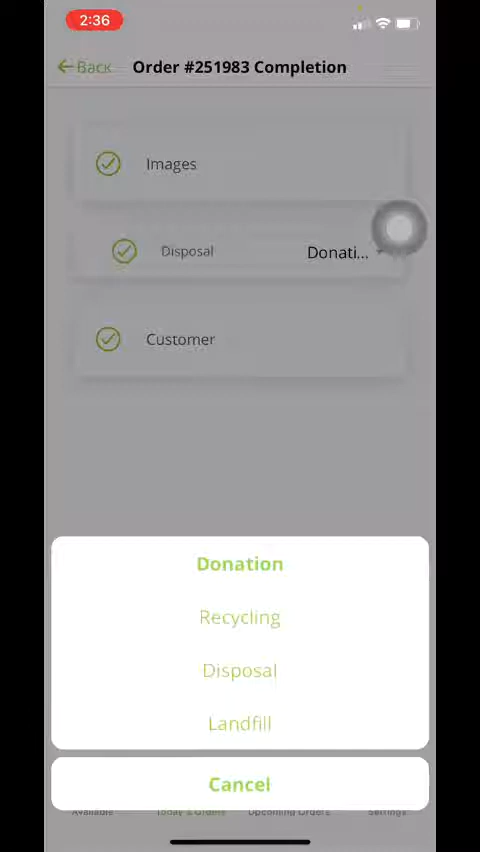 2:36
Back Order #251983 Completion
Images
Disposal Donati...
Customer
Donation
Recycling
Disposal
Landfill
Cancel
Available Today's Orders Upcoming Orders Settings